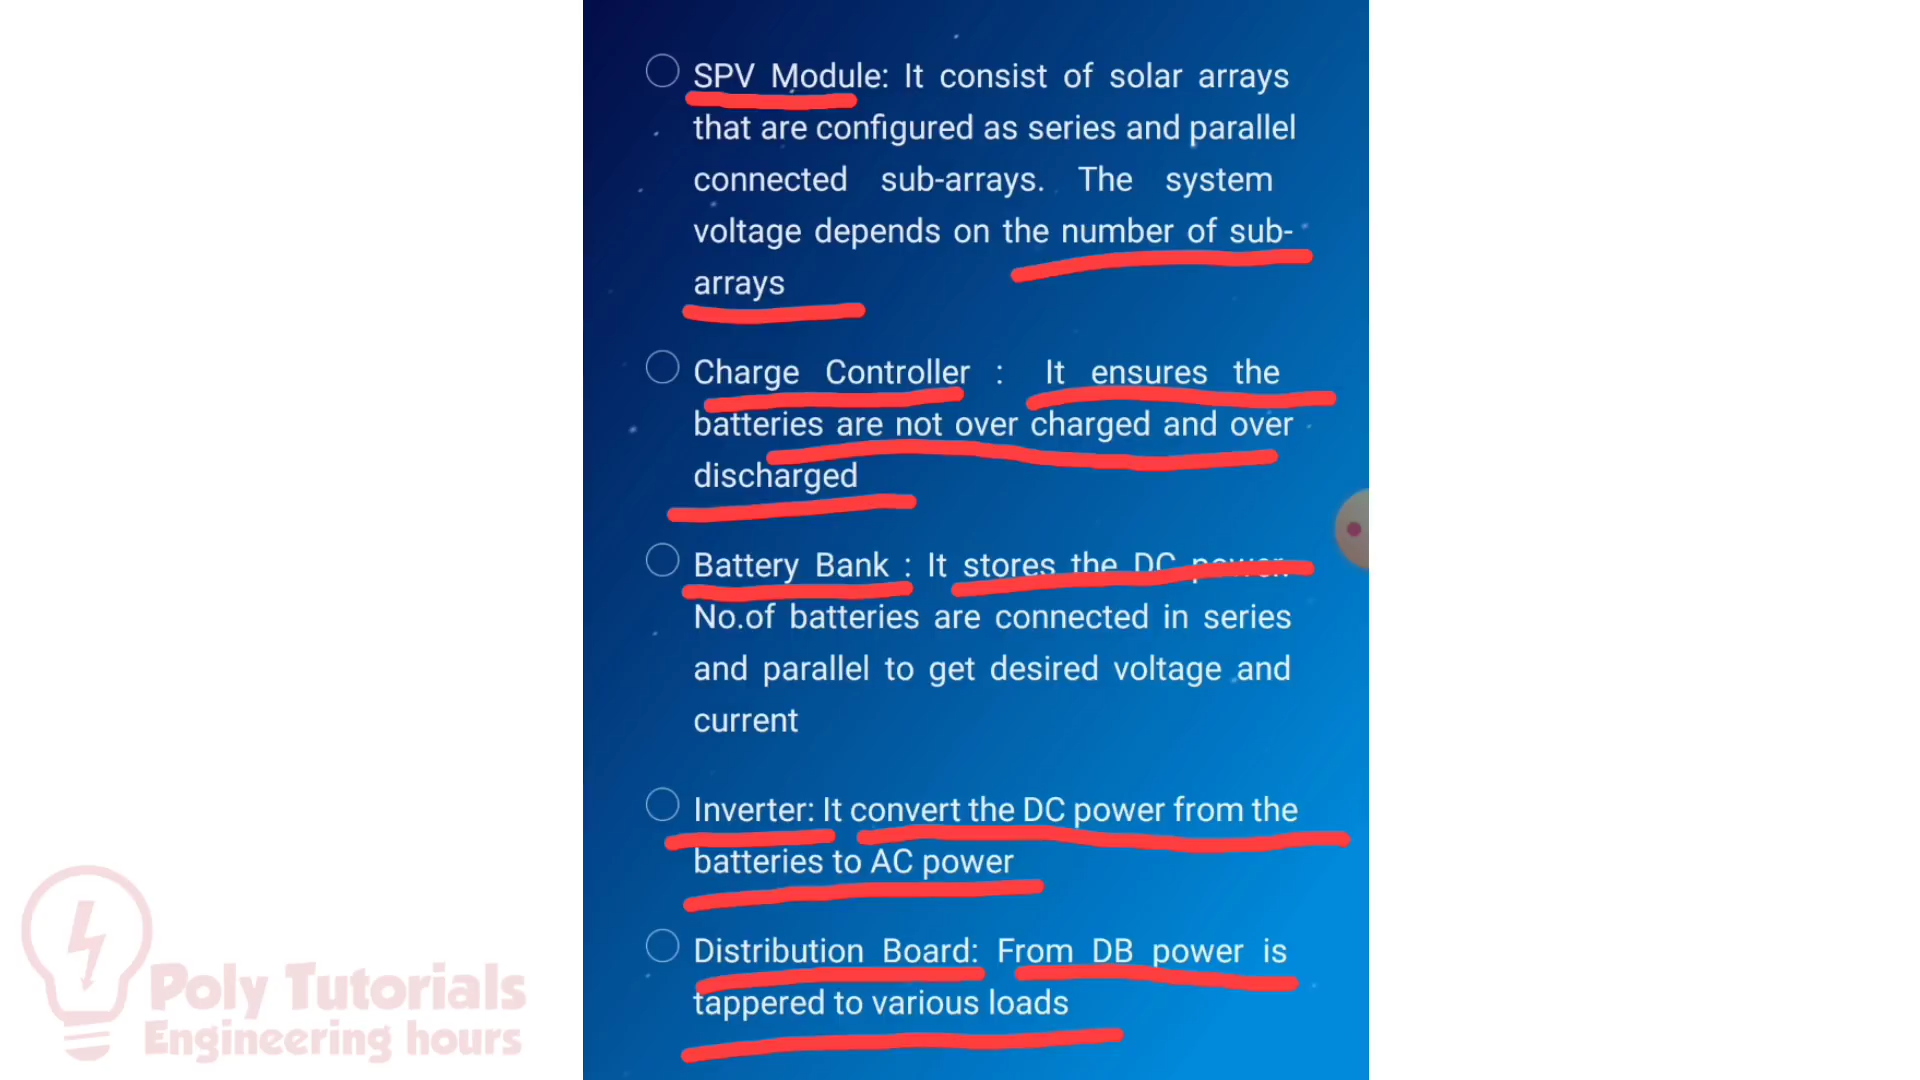 SPV Module: It consist of solar arrays
that are configured as series and parallel
connected sub-arrays. The system
voltage depends on the number of sub-
arrays
Charge Controller : It ensures the
batteries are not over charged and over
discharged
Battery Bank : It stores the DC power.
No.of batteries are connected in series
and parallel to get desired voltage and
current
Inverter: It convert the DC power from the
batteries to AC power
Distribution Board: From DB power is
tappered to various loads
Poly Tutorials
Engineering hours